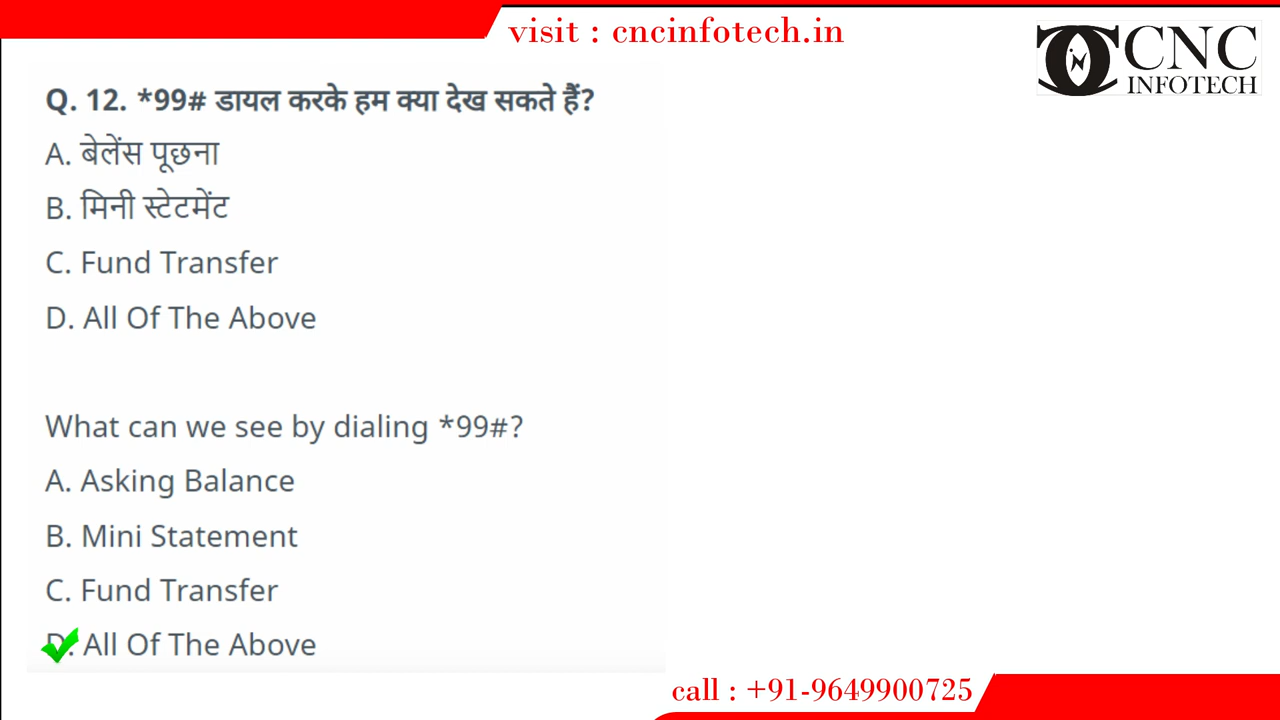 visit : cncinfotech.in
CNC
INFOTECH
Q. 12. *99# डायल करके हम क्या देख सकते हैं?
A. बेलेंस पूछना
B. मिनी स्टेटमेंट
C. Fund Transfer
D. All Of The Above
What can we see by dialing *99#?
A. Asking Balance
B. Mini Statement
C. Fund Transfer
D. All Of The Above
call : +91-9649900725